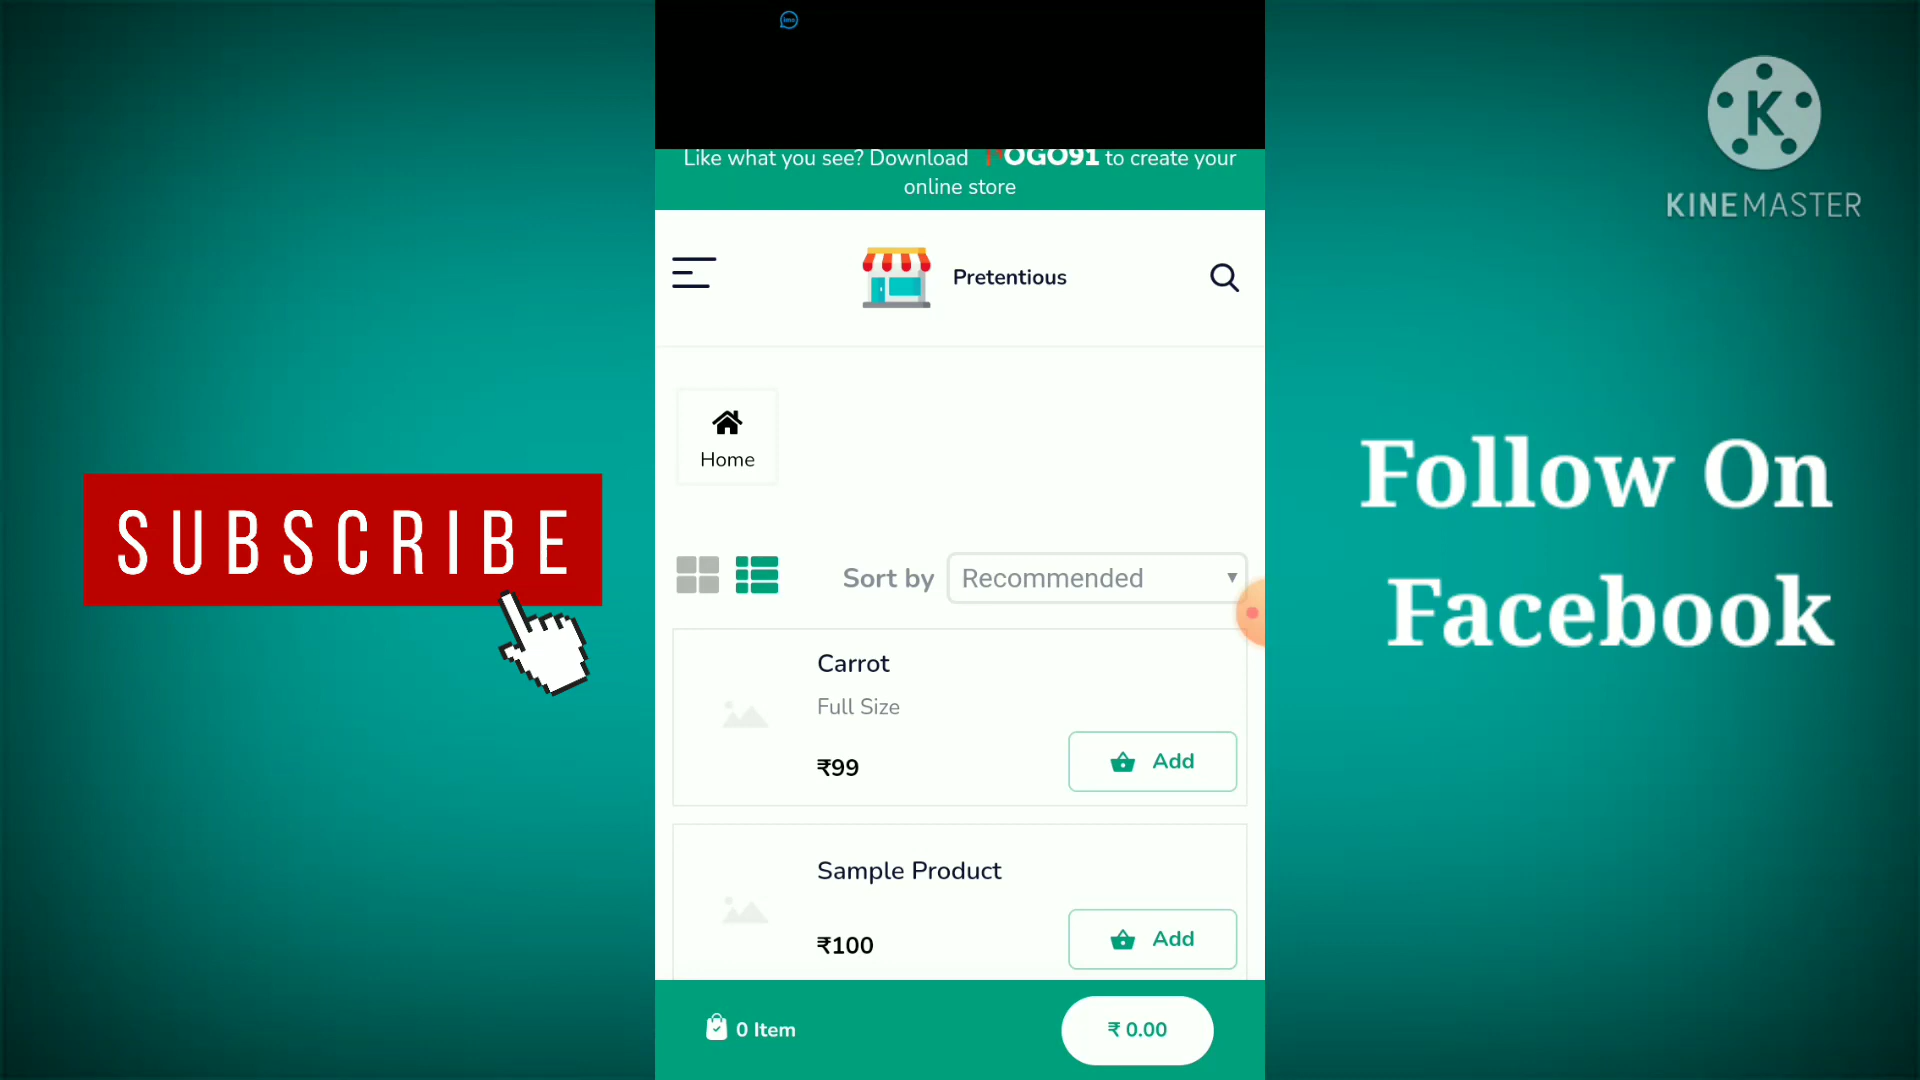 Like what you see? Download OGO91 to create your
online store
KINEMASTER
Pretentious
Home
Follow On
Facebook
SUBSCRIBE
Sort by Recommended
Carrot
Full Size
₹99
Add
Sample Product
₹100
Add
0 Item
₹ 0.00